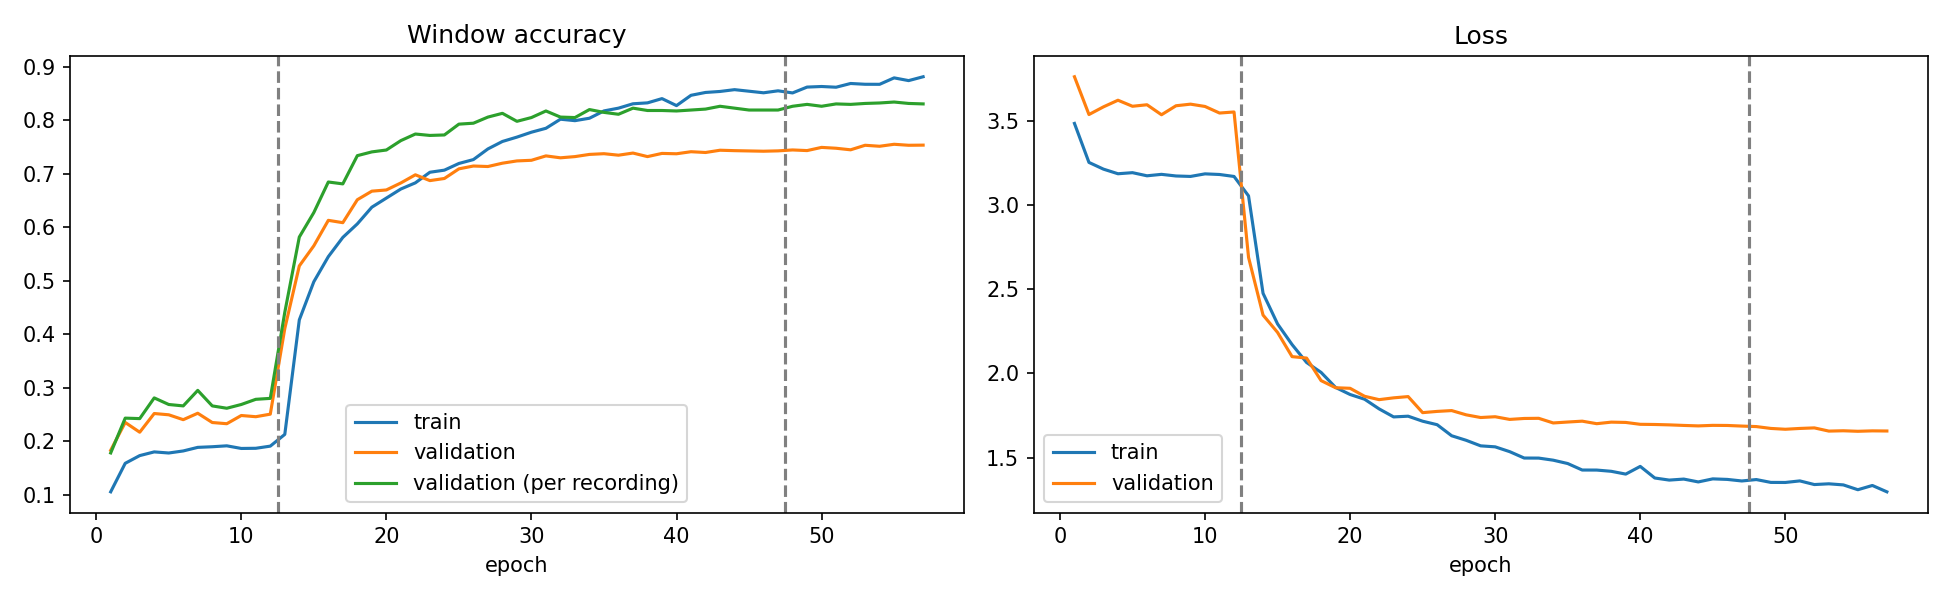 Window accuracy
0.9
0.8
0.7
0.6
0.5
0.4
0.3
0.2
0.1
0 10 20 30 40 50
epoch
train
validation
validation (per recording)
Loss
3.5
3.0
2.5
2.0
1.5
0 10 20 30 40 50
epoch
train
validation